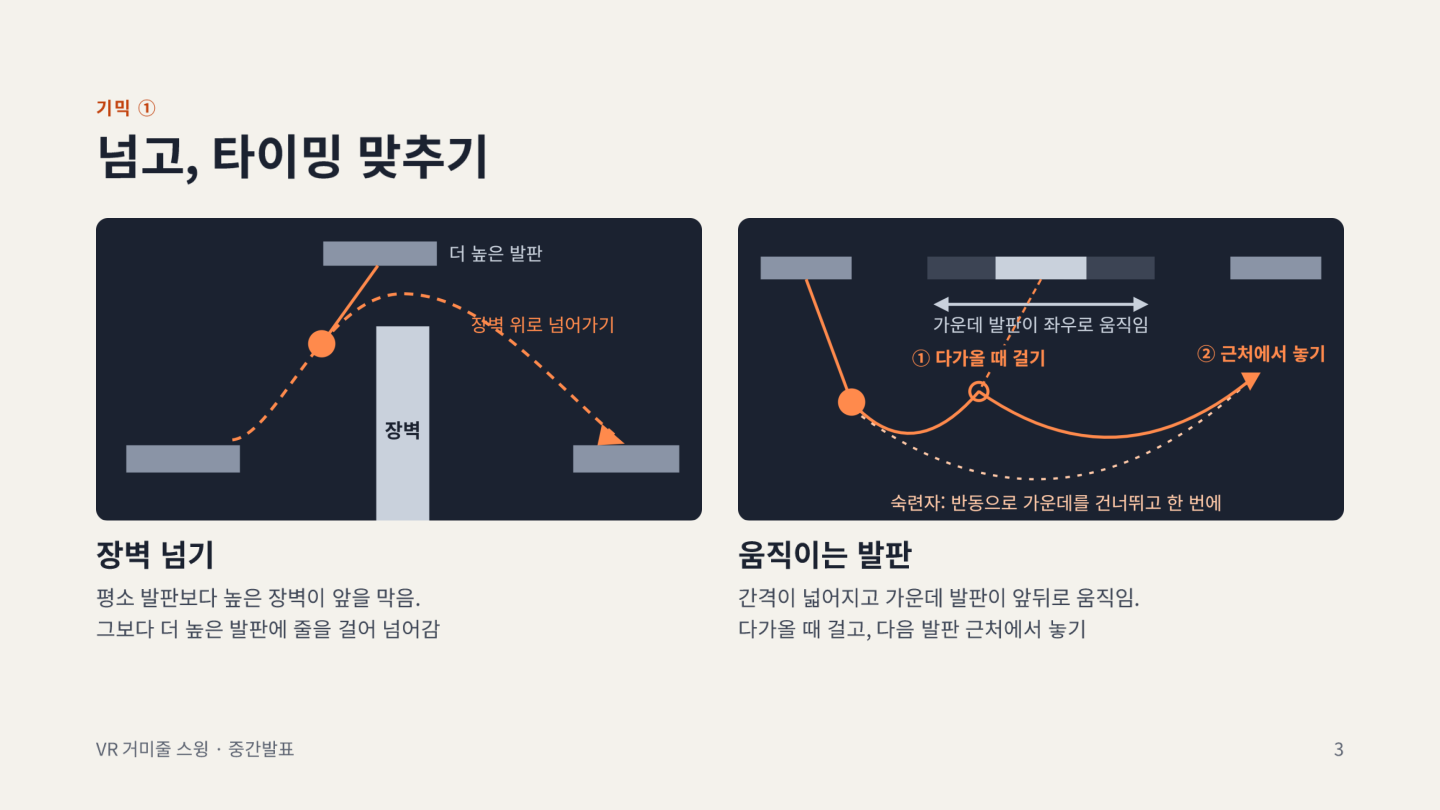 기믹 ①
넘고, 타이밍 맞추기
더 높은 발판
장벽 위로 넘어가기
장벽
가운데 발판이 좌우로 움직임
① 다가올 때 걸기
② 근처에서 놓기
숙련자: 반동으로 가운데를 건너뛰고 한 번에
장벽 넘기
평소 발판보다 높은 장벽이 앞을 막음.
그보다 더 높은 발판에 줄을 걸어 넘어감
움직이는 발판
간격이 넓어지고 가운데 발판이 앞뒤로 움직임.
다가올 때 걸고, 다음 발판 근처에서 놓기
VR 거미줄 스윙 · 중간발표
3